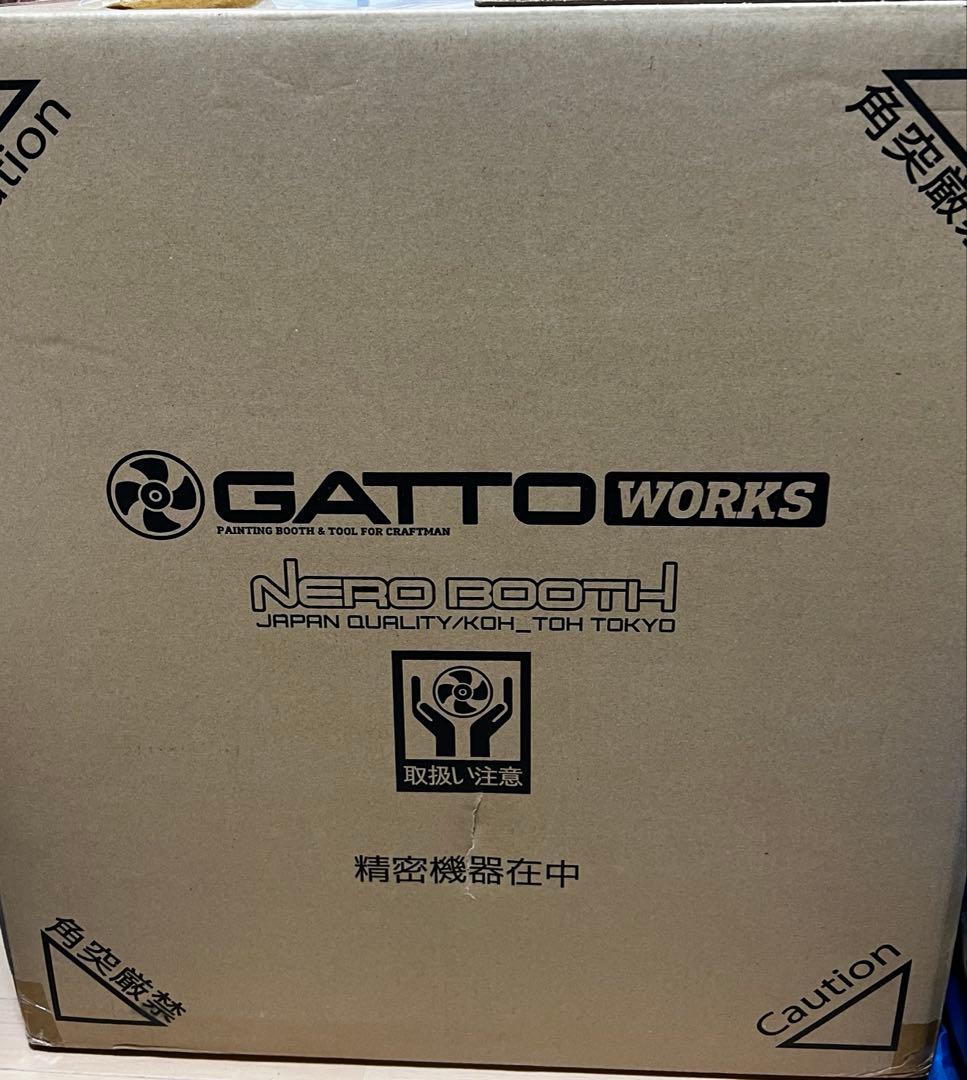 角突厳禁
GATTO WORKS
PAINTING BOOTH & TOOL FOR CRAFTMAN
NERO BOOTH
JAPAN QUALITY/KOH_TOH TOKYO
取扱い注意
精密機器在中
角突厳禁
Caution